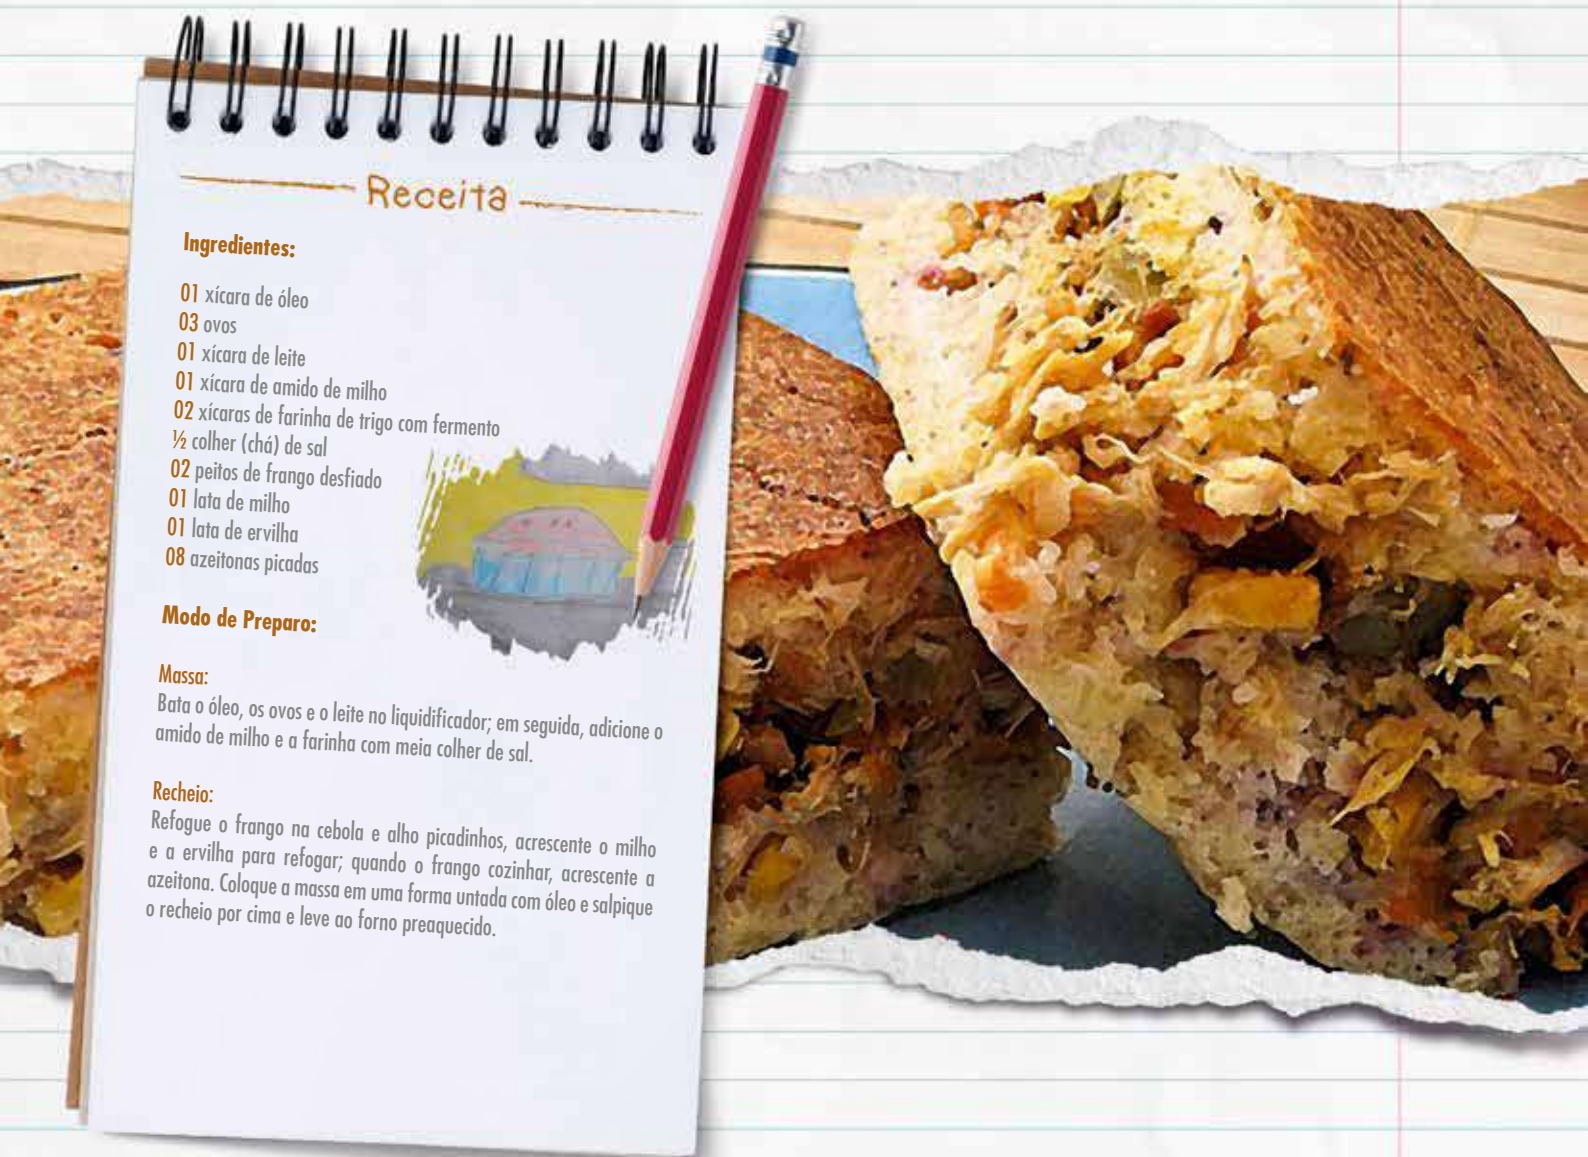 Receita
Ingredientes:
01 xícara de óleo
03 ovos
01 xícara de leite
01 xícara de amido de milho
02 xícaras de farinha de trigo com fermento
½ colher (chá) de sal
02 peitos de frango desfiado
01 lata de milho
01 lata de ervilha
08 azeitonas picadas
Modo de Preparo:
Massa:
Bata o óleo, os ovos e o leite no liquidificador; em seguida, adicione o
amido de milho e a farinha com meia colher de sal.
Recheio:
Refogue o frango na cebola e alho picadinhos, acrescente o milho
e a ervilha para refogar; quando o frango cozinhar, acrescente a
azeitona. Coloque a massa em uma forma untada com óleo e salpique
o recheio por cima e leve ao forno preaquecido.